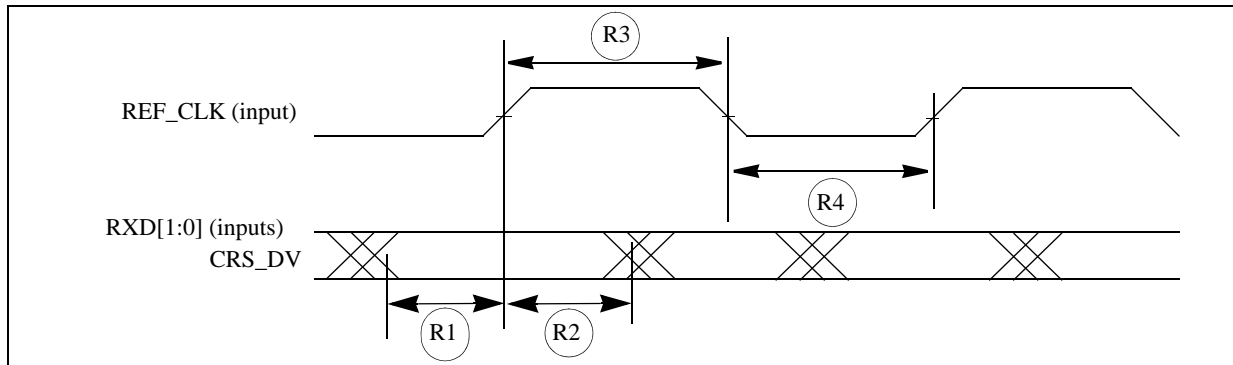 R3
REF_CLK (input)
R4
RXD[1:0] (inputs)
CRS_DV
R1
R2